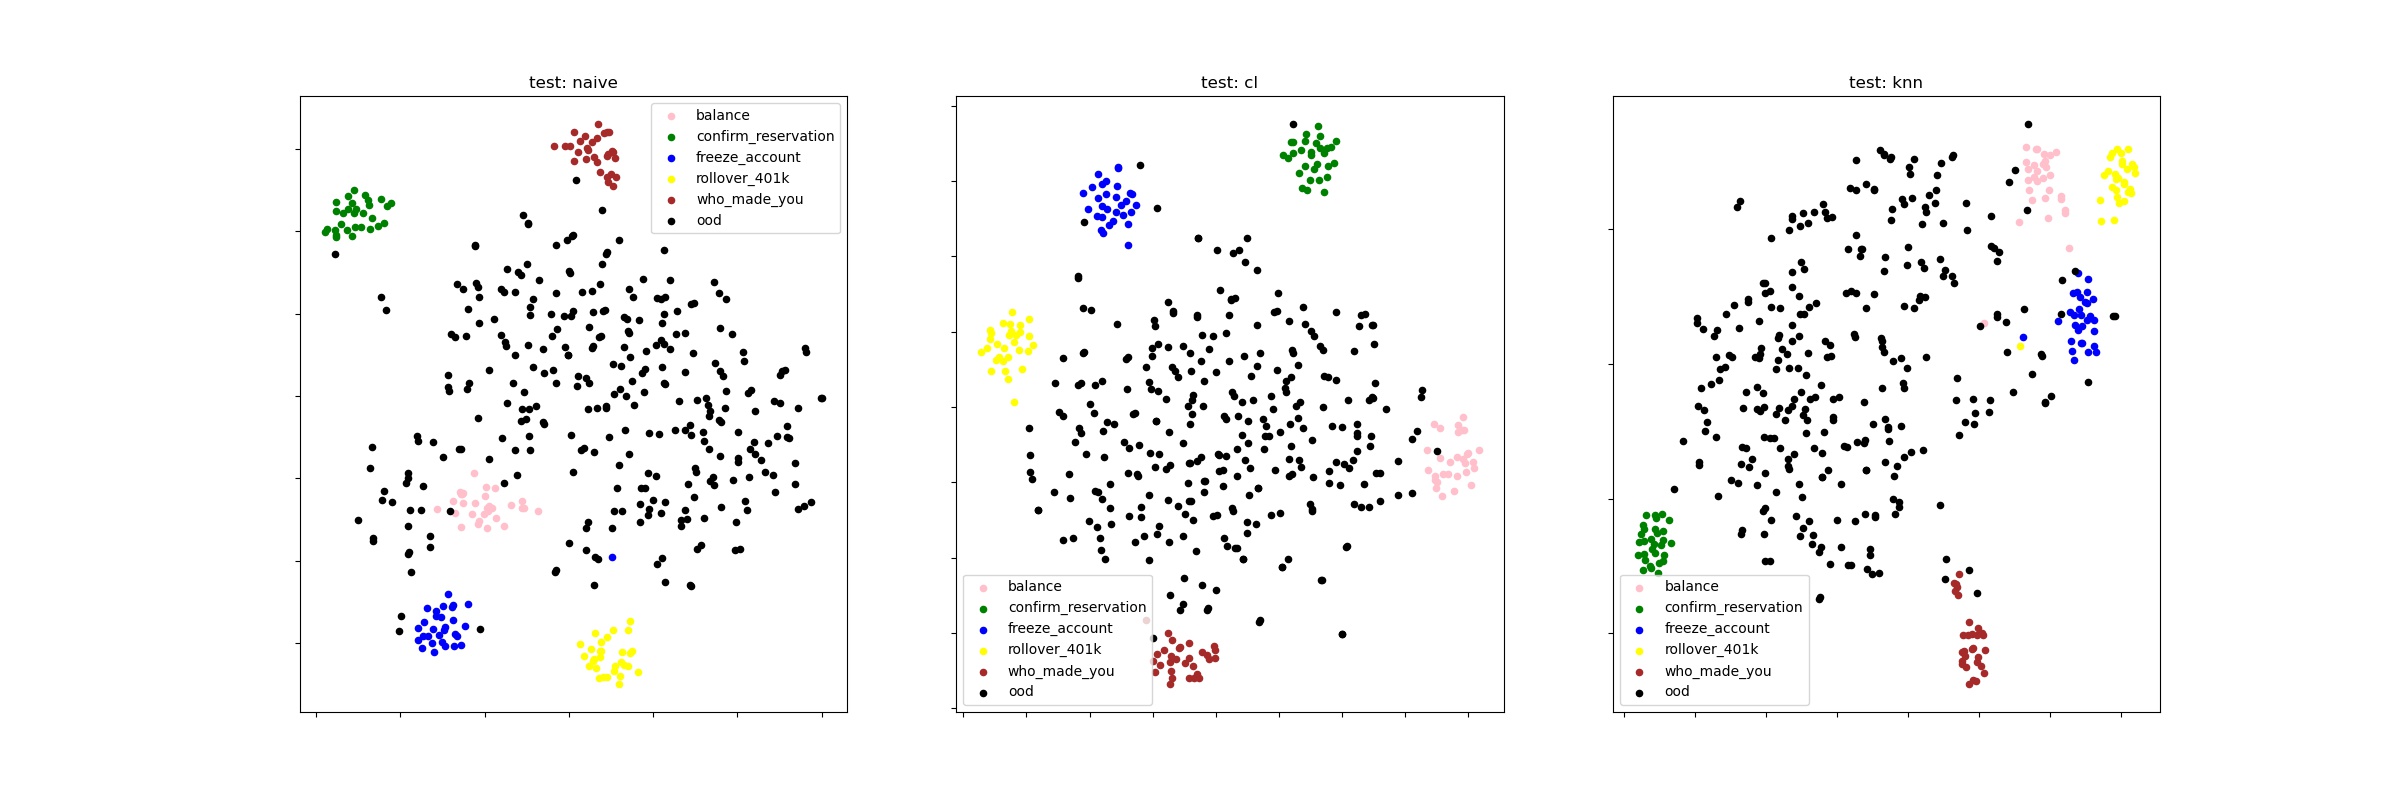 test: naive
balance
confirm_reservation
freeze_account
rollover_401k
who_made_you
ood
test: cl
balance
confirm_reservation
freeze_account
rollover_401k
who_made_you
ood
test: knn
balance
confirm_reservation
freeze_account
rollover_401k
who_made_you
ood